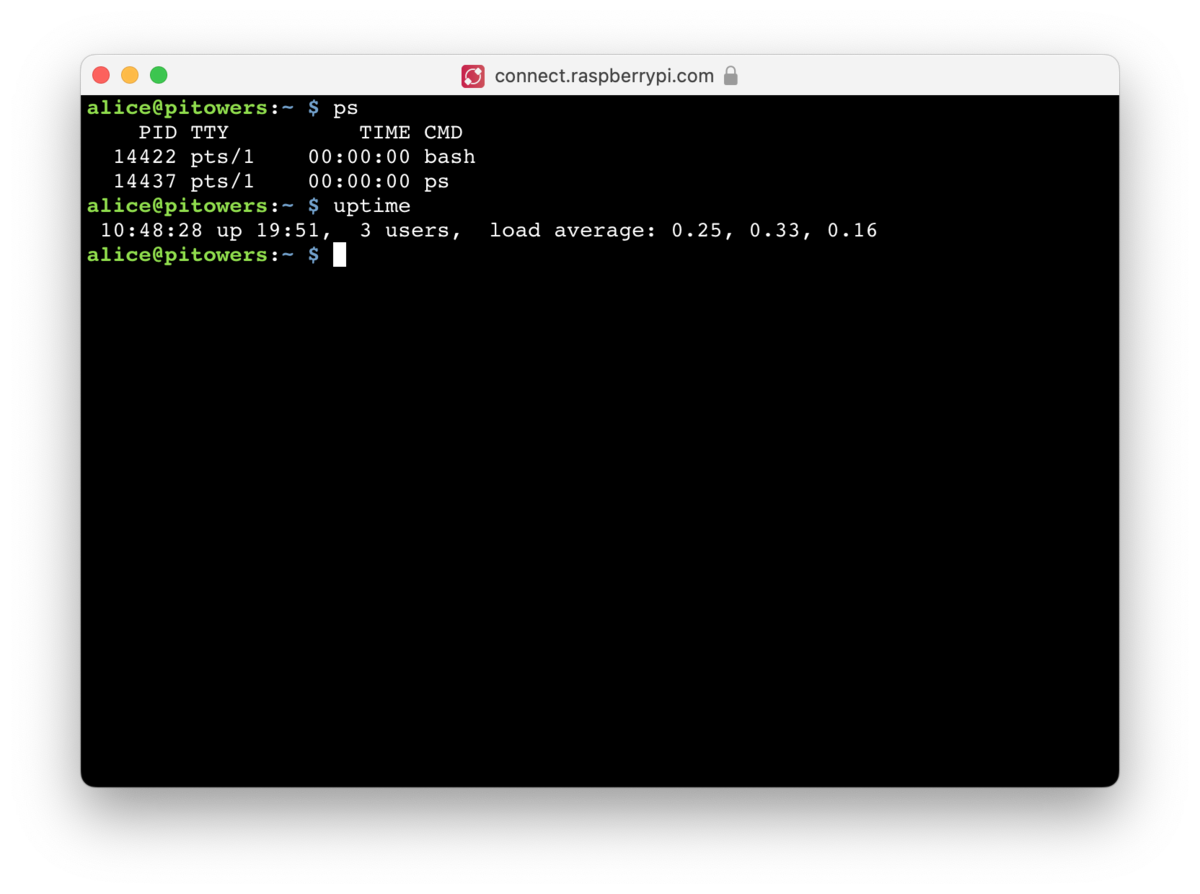 connect.raspberrypi.com
alice@pitowers:~ $ ps
    PID TTY          TIME CMD
  14422 pts/1    00:00:00 bash
  14437 pts/1    00:00:00 ps
alice@pitowers:~ $ uptime
 10:48:28 up 19:51,  3 users,  load average: 0.25, 0.33, 0.16
alice@pitowers:~ $